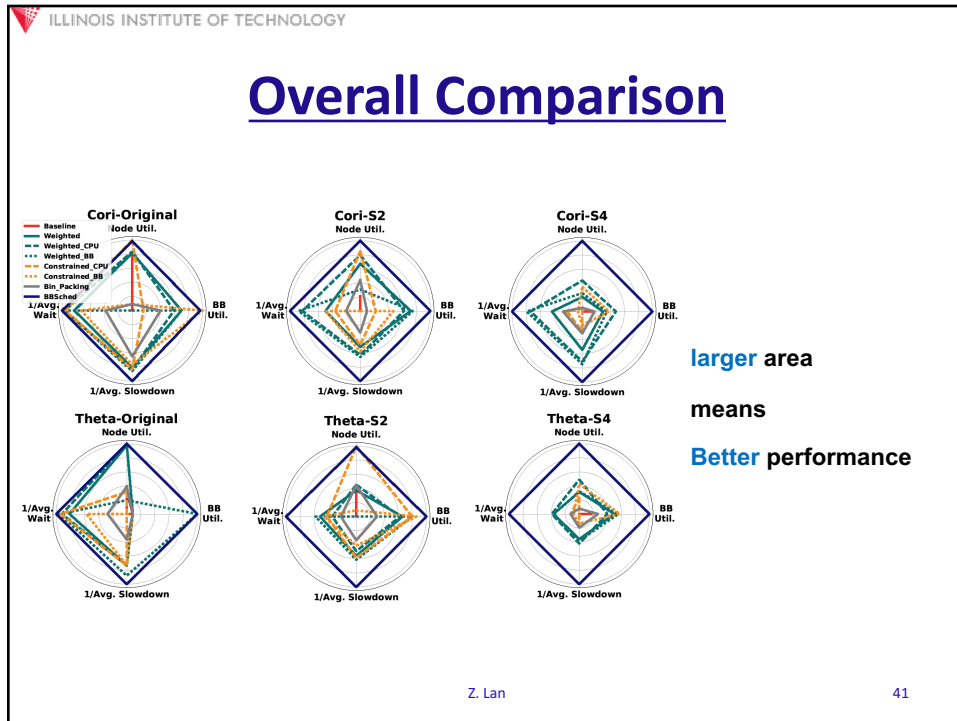 ILLINOIS INSTITUTE OF TECHNOLOGY
Overall Comparison
Cori-Original
Node Util.
Baseline
Weighted
Weighted_CPU
Weighted_BB
Constrained_CPU
Constrained_BB
Bin_Packing
BBSched
1/Avg.
Wait
BB
Util.
1/Avg. Slowdown
Cori-S2
Node Util.
1/Avg.
Wait
BB
Util.
1/Avg. Slowdown
Cori-S4
Node Util.
1/Avg.
Wait
BB
Util.
1/Avg. Slowdown
larger area
means
Better performance
Theta-Original
Node Util.
1/Avg.
Wait
BB
Util.
1/Avg. Slowdown
Theta-S2
Node Util.
1/Avg.
Wait
BB
Util.
1/Avg. Slowdown
Theta-S4
Node Util.
1/Avg.
Wait
BB
Util.
1/Avg. Slowdown
Z. Lan
41